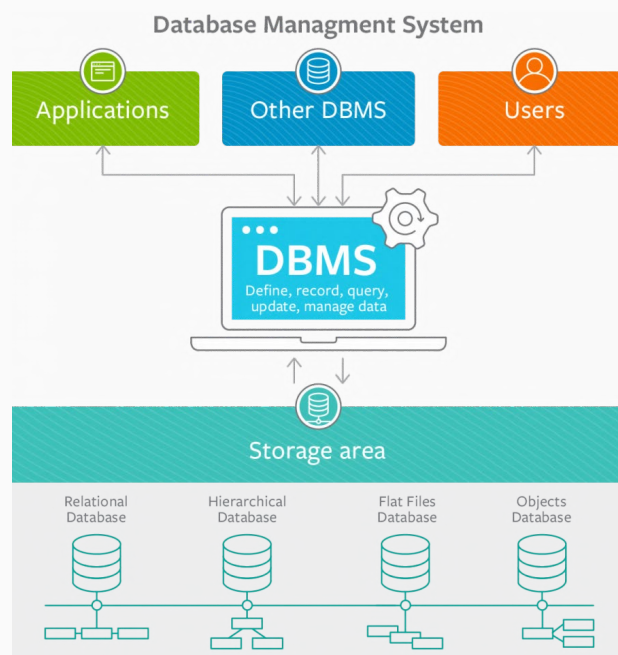 Database Managment System
Applications
Other DBMS
Users
DBMS
Define, record, query,
update, manage data
Storage area
Relational
Database
Hierarchical
Database
Flat Files
Database
Objects
Database